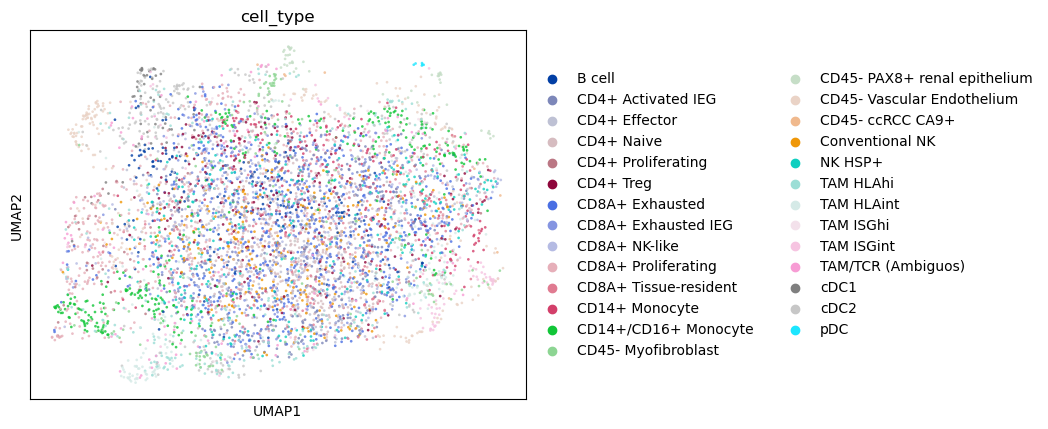 cell_type
UMAP2
UMAP1
B cell
CD4+ Activated IEG
CD4+ Effector
CD4+ Naive
CD4+ Proliferating
CD4+ Treg
CD8A+ Exhausted
CD8A+ Exhausted IEG
CD8A+ NK-like
CD8A+ Proliferating
CD8A+ Tissue-resident
CD14+ Monocyte
CD14+/CD16+ Monocyte
CD45- Myofibroblast
CD45- PAX8+ renal epithelium
CD45- Vascular Endothelium
CD45- ccRCC CA9+
Conventional NK
NK HSP+
TAM HLAhi
TAM HLAint
TAM ISGhi
TAM ISGint
TAM/TCR (Ambiguos)
cDC1
cDC2
pDC